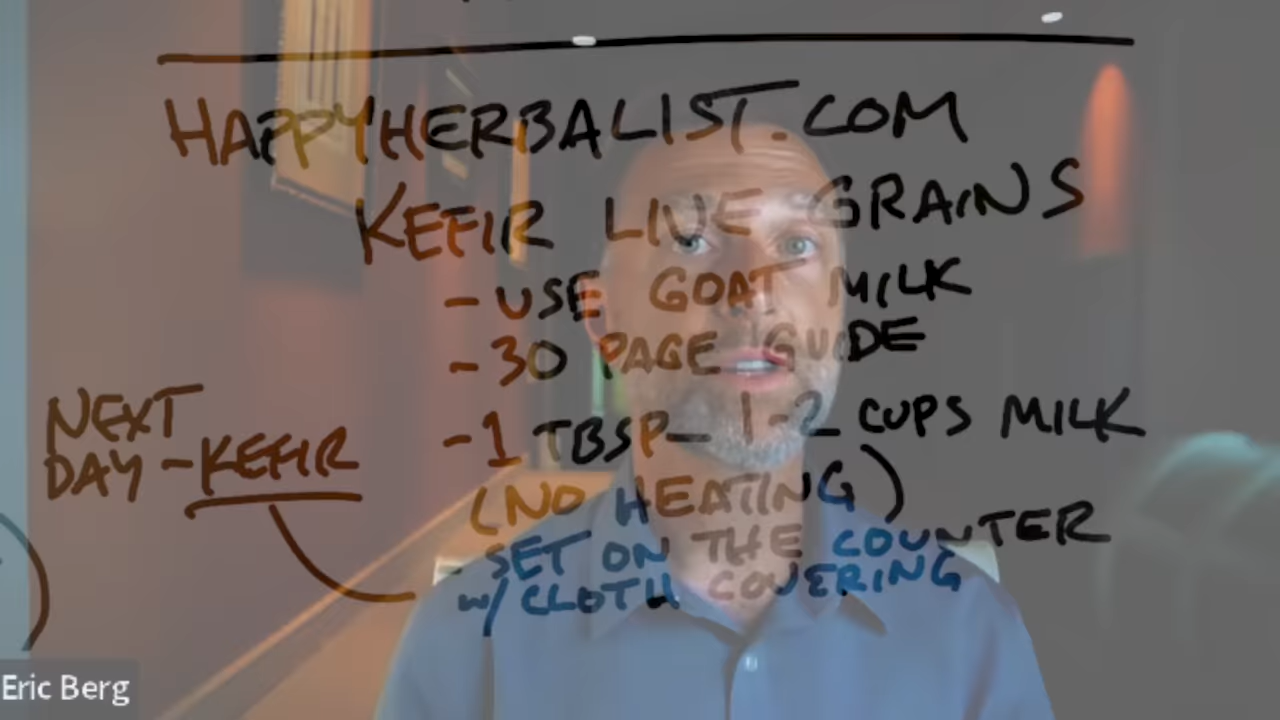 HAPPYHERBALIST.COM
KEFIR LIVE GRAINS
- USE GOAT MILK
- 30 PAGE GUIDE
- 1 TBSP - 1-2 CUPS MILK
(NO HEATING)
- SET ON THE COUNTER
W/ CLOTH COVERING
NEXT
DAY - KEFIR
Eric Berg